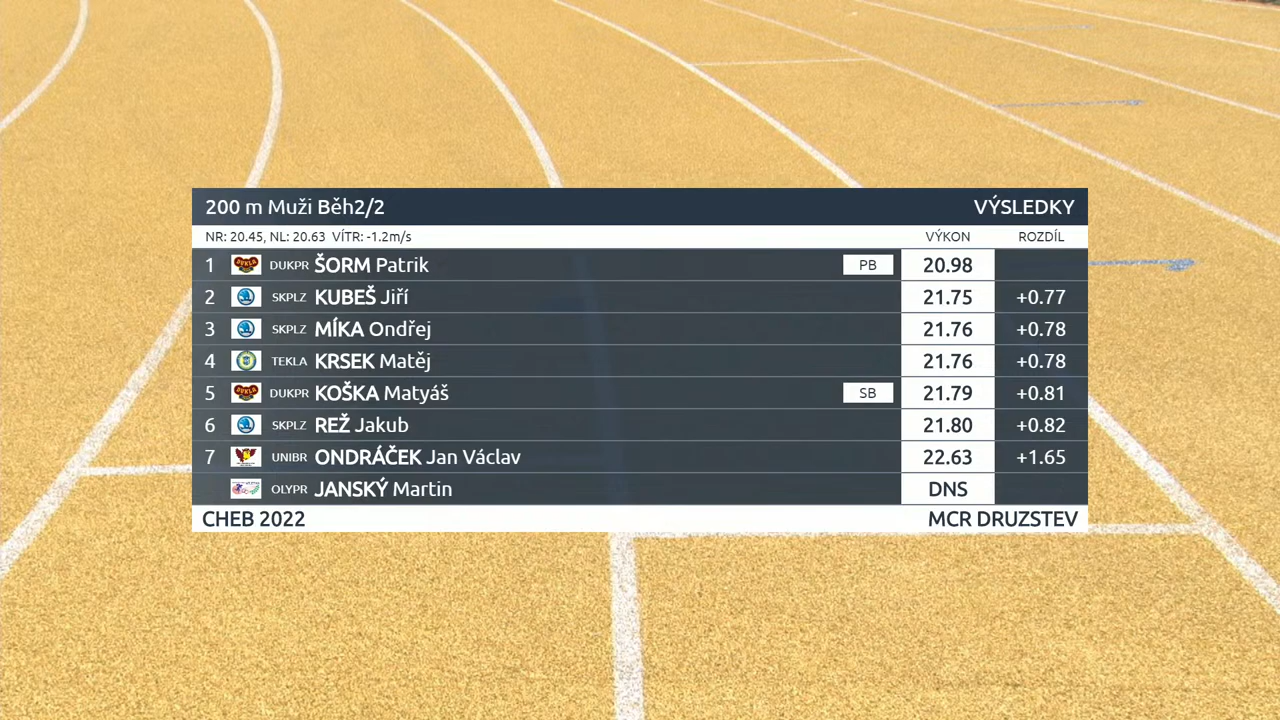 200 m Muži Běh2/2 VÝSLEDKY
NR: 20.45, NL: 20.63 VÍTR: -1.2m/s VÝKON ROZDÍL
1 DUKPR ŠORM Patrik PB 20.98
2 SKPLZ KUBEŠ Jiří 21.75 +0.77
3 SKPLZ MÍKA Ondřej 21.76 +0.78
4 TEKLA KRSEK Matěj 21.76 +0.78
5 DUKPR KOŠKA Matyáš SB 21.79 +0.81
6 SKPLZ REŽ Jakub 21.80 +0.82
7 UNIBR ONDRÁČEK Jan Václav 22.63 +1.65
OLYPR JANSKÝ Martin DNS
CHEB 2022 MCR DRUZSTEV